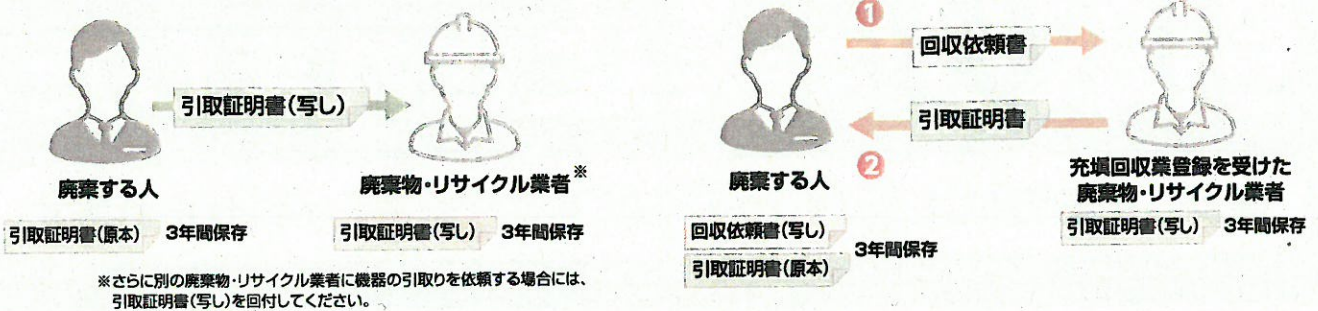 引取証明書(写し)
廃棄する人
廃棄物・リサイクル業者※
引取証明書(原本) 3年間保存
引取証明書(写し) 3年間保存
※さらに別の廃棄物・リサイクル業者に機器の引取りを依頼する場合には、
引取証明書(写し)を回付してください。
1
回収依頼書
引取証明書
2
廃棄する人
充塡回収業登録を受けた
廃棄物・リサイクル業者
回収依頼書(写し)
引取証明書(原本)
3年間保存
引取証明書(写し) 3年間保存